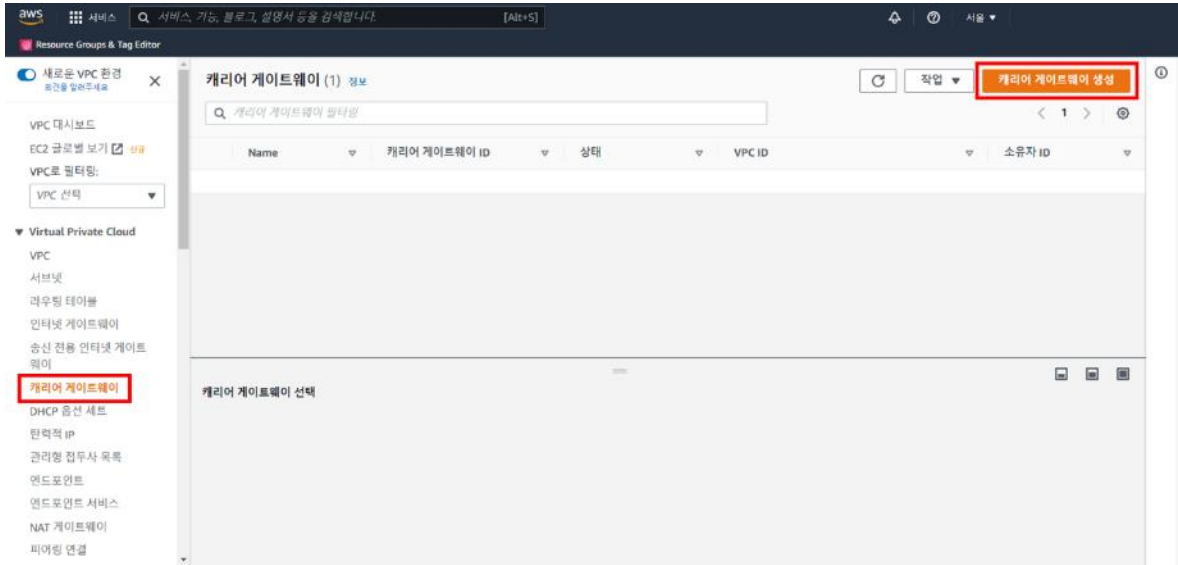 aws
서비스
서비스, 기능, 블로그, 설명서 등을 검색합니다.
[Alt+S]
서울 ▼
Resource Groups & Tag Editor
새로운 VPC 환경
의견을 알려주세요
캐리어 게이트웨이 (1) 정보
작업 ▼
캐리어 게이트웨이 생성
캐리어 게이트웨이 필터링
1
VPC 대시보드
EC2 글로벌 보기 신규
VPC로 필터링:
VPC 선택
Name
캐리어 게이트웨이 ID
상태
VPC ID
소유자 ID
Virtual Private Cloud
VPC
서브넷
라우팅 테이블
인터넷 게이트웨이
송신 전용 인터넷 게이트
웨이
캐리어 게이트웨이
DHCP 옵션 세트
탄력적 IP
관리형 접두사 목록
엔드포인트
엔드포인트 서비스
NAT 게이트웨이
피어링 연결
캐리어 게이트웨이 선택